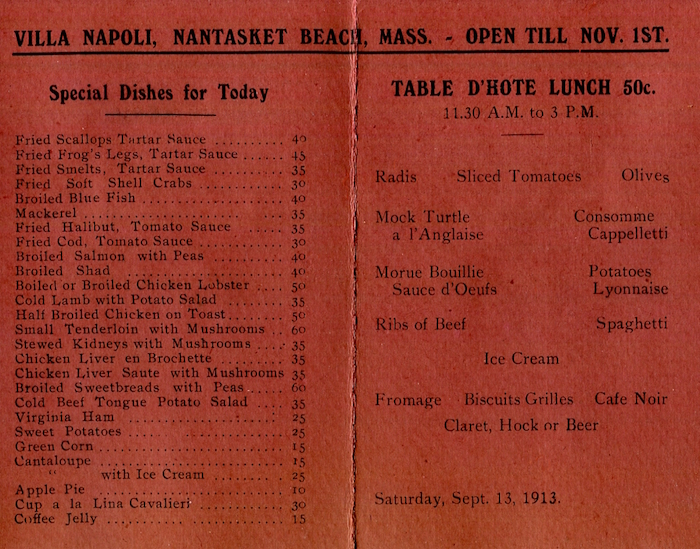 VILLA NAPOLI, NANTASKET BEACH, MASS. - OPEN TILL NOV. 1ST.
Special Dishes for Today
Fried Scallops Tartar Sauce .......... 40
Fried Frog's Legs, Tartar Sauce ...... 45
Fried Smelts, Tartar Sauce .......... 35
Fried Soft Shell Crabs .............. 30
Broiled Blue Fish ................... 40
Mackerel ............................ 35
Fried Halibut, Tomato Sauce ......... 35
Fried Cod, Tomato Sauce ............. 30
Broiled Salmon with Peas ............ 40
Broiled Shad ........................ 40
Boiled or Broiled Chicken Lobster .... 50
Cold Lamb with Potato Salad ......... 35
Half Broiled Chicken on Toast........ 50
Small Tenderloin with Mushrooms ... 60
Stewed Kidneys with Mushrooms .... 35
Chicken Liver en Brochette .......... 35
Chicken Liver Saute with Mushrooms 35
Broiled Sweetbreads with Peas ....... 60
Cold Beef Tongue Potato Salad .... 35
Virginia Ham ........................ 25
Sweet Potatoes ...................... 25
Green Corn .......................... 15
Cantaloupe .......................... 15
" with Ice Cream .......... 25
Apple Pie ........................... 10
Cup a la Lina Cavalieri ............. 30
Coffee Jelly ........................ 15
TABLE D'HOTE LUNCH 50c.
11.30 A.M. to 3 P.M.
Radis Sliced Tomatoes Olives
Mock Turtle Consomme
a l'Anglaise Cappelletti
Morue Bouillie Potatoes
Sauce d'Oeufs Lyonnaise
Ribs of Beef Spaghetti
Ice Cream
Fromage Biscuits Grilles Cafe Noir
Claret, Hock or Beer
Saturday, Sept. 13, 1913.